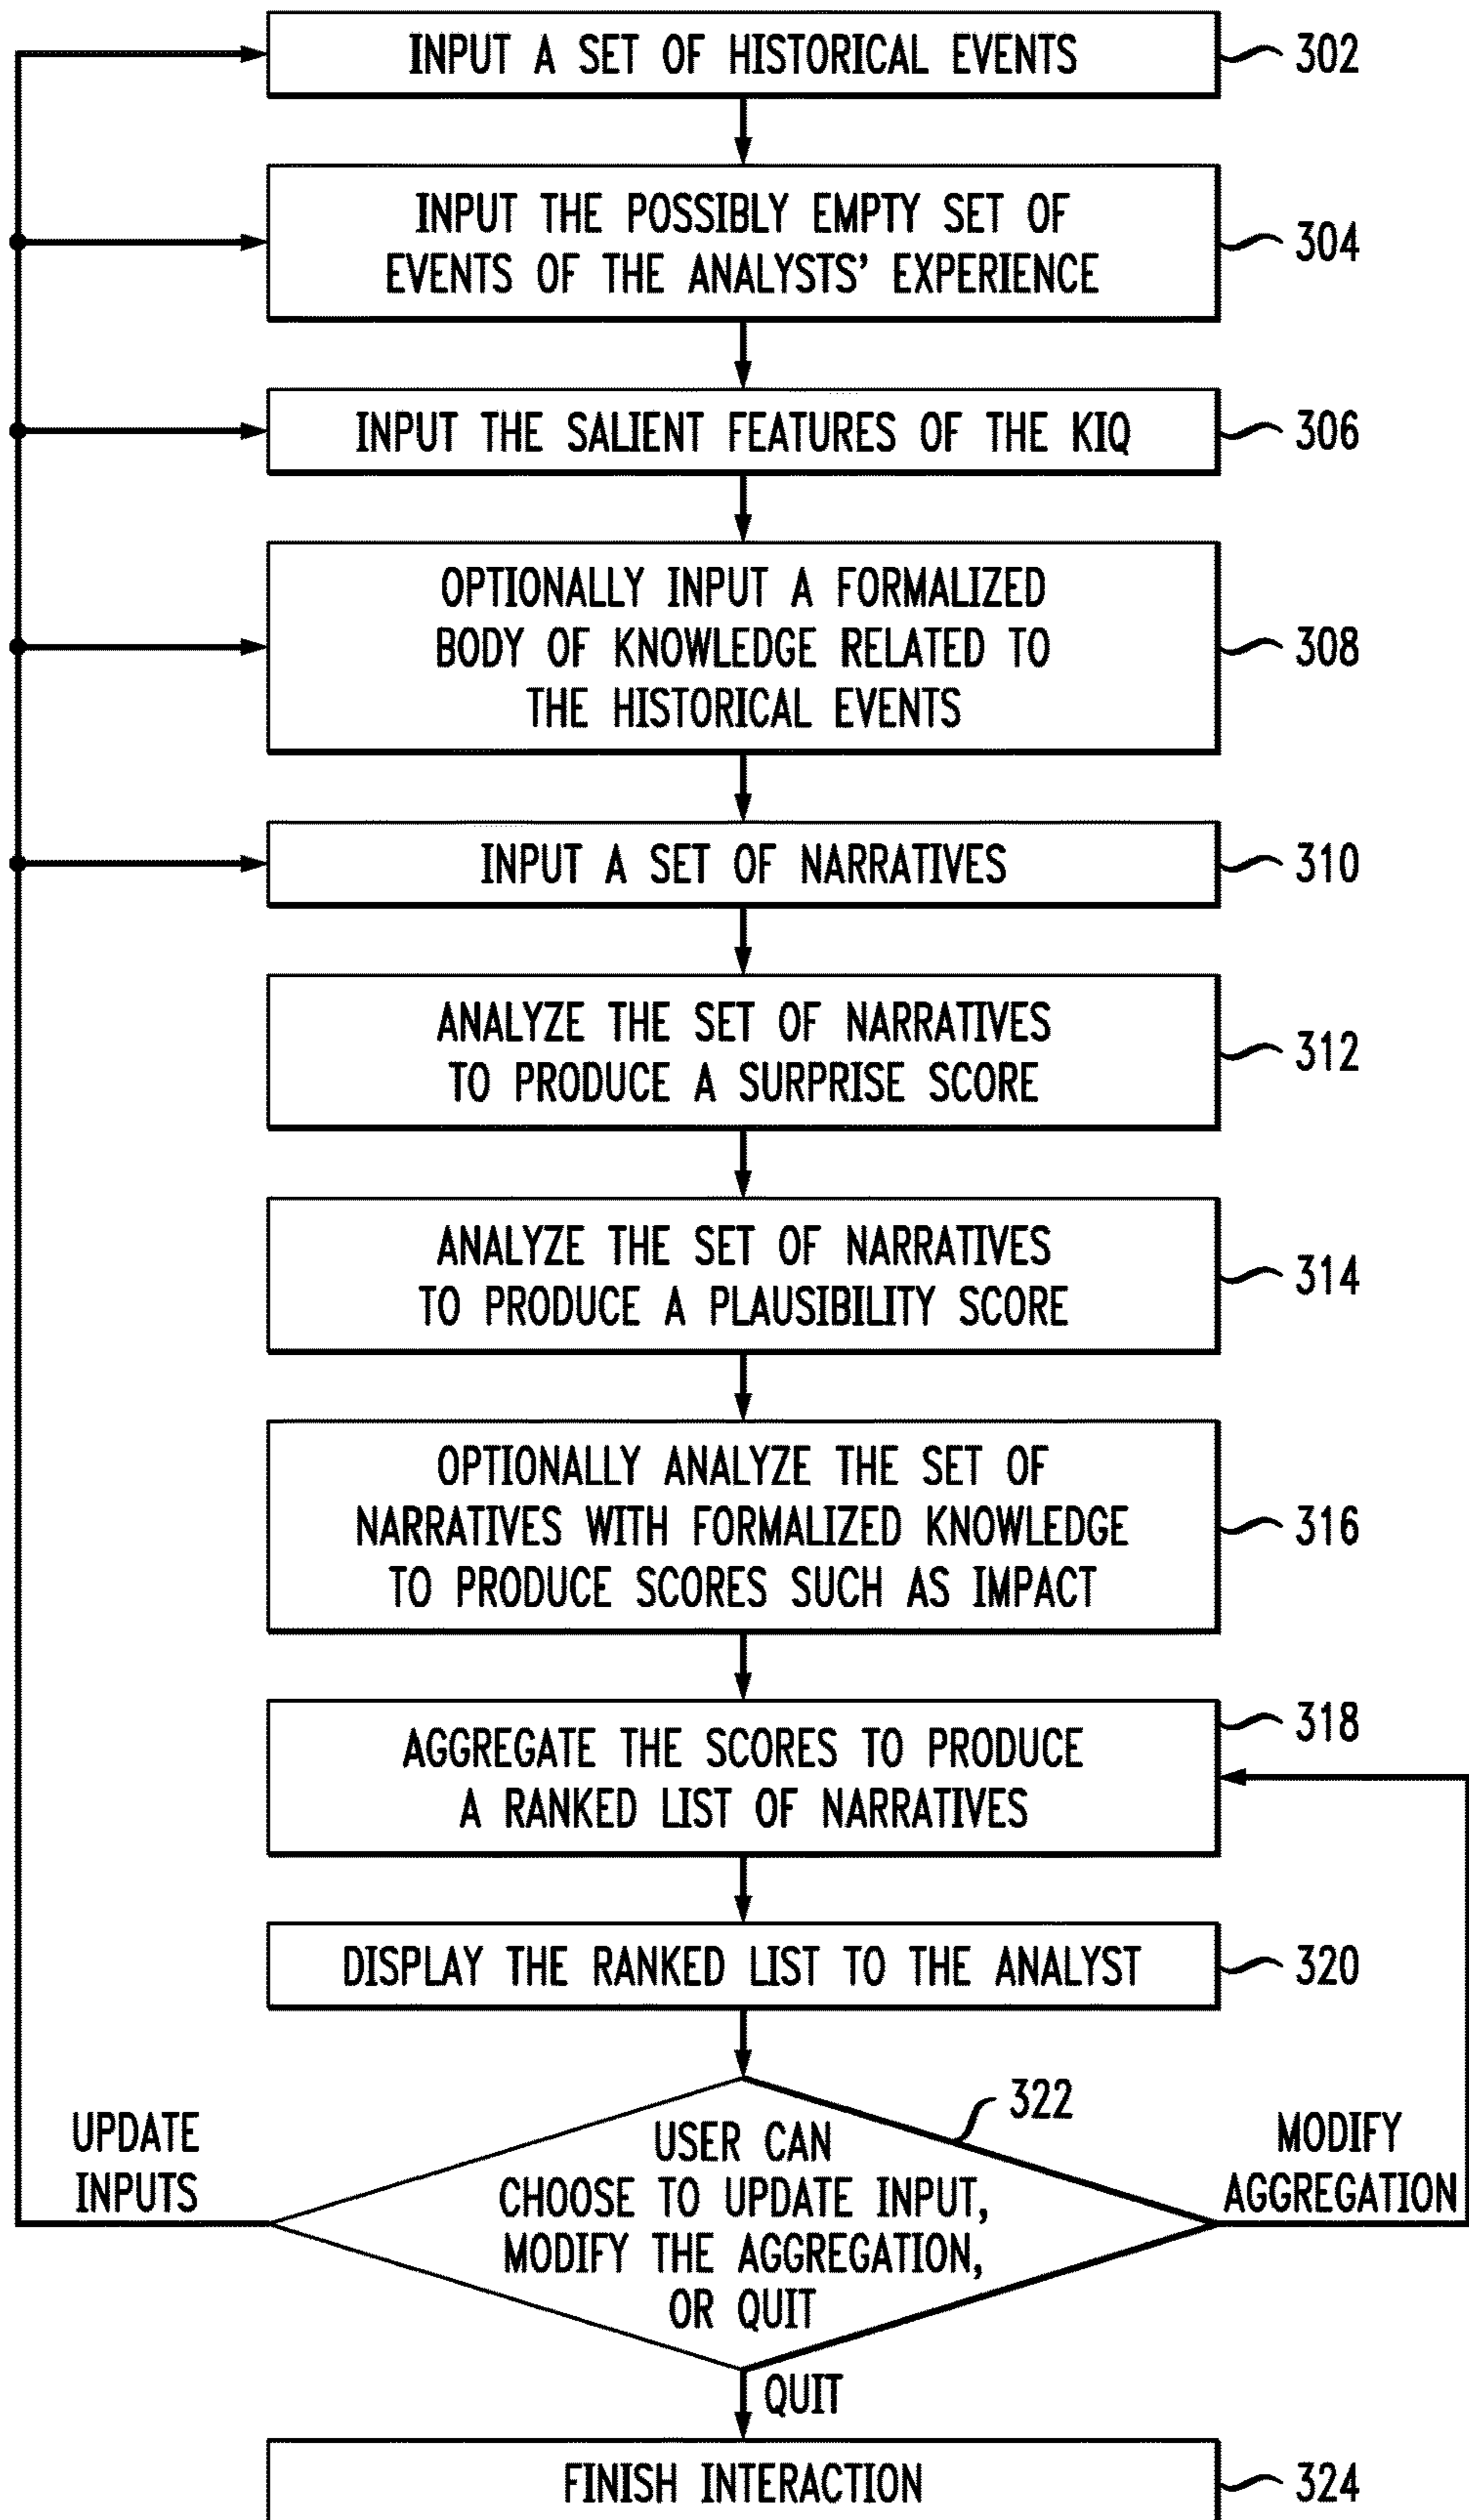 INPUT A SET OF HISTORICAL EVENTS
302
INPUT THE POSSIBLY EMPTY SET OF
EVENTS OF THE ANALYSTS’ EXPERIENCE
304
INPUT THE SALIENT FEATURES OF THE KIQ
306
OPTIONALLY INPUT A FORMALIZED
BODY OF KNOWLEDGE RELATED TO
THE HISTORICAL EVENTS
308
INPUT A SET OF NARRATIVES
310
ANALYZE THE SET OF NARRATIVES
TO PRODUCE A SURPRISE SCORE
312
ANALYZE THE SET OF NARRATIVES
TO PRODUCE A PLAUSIBILITY SCORE
314
OPTIONALLY ANALYZE THE SET OF
NARRATIVES WITH FORMALIZED KNOWLEDGE
TO PRODUCE SCORES SUCH AS IMPACT
316
AGGREGATE THE SCORES TO PRODUCE
A RANKED LIST OF NARRATIVES
318
DISPLAY THE RANKED LIST TO THE ANALYST
320
UPDATE
INPUTS
USER CAN
CHOOSE TO UPDATE INPUT,
MODIFY THE AGGREGATION,
OR QUIT
322
MODIFY
AGGREGATION
QUIT
FINISH INTERACTION
324